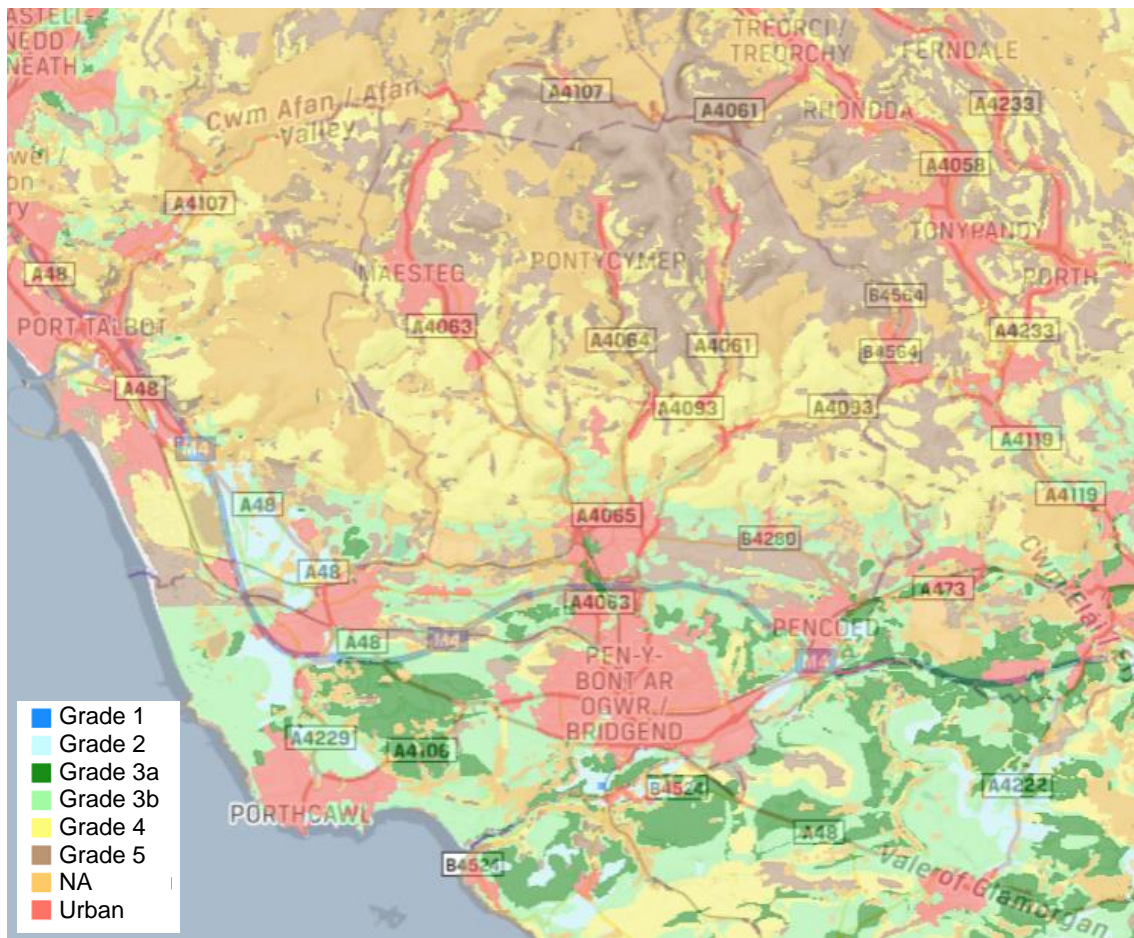 CASTELL-
NEDD /
NEATH
TREORCI /
TREORCHY
FERNDALE
A4107
A4061
RHONDDA
A4233
Cwm Afan / Afan
Valley
A4058
A4107
TONYPANDY
A48
MAESTEG
PONTYCYMER
PORTH
B4564
PORT TALBOT
A4063
A4064
A4061
B4564
A4233
A48
A4093
A4093
A4119
M4
A48
A4065
A4119
B4280
A48
A4063
A473
A48
M4
PENCOED
M4
PEN-Y-
BONT AR
OGWR /
BRIDGEND
A4229
A4106
B4524
A4222
PORTHCAWL
A48
B4524
Vale of Glamorgan
Grade 1
Grade 2
Grade 3a
Grade 3b
Grade 4
Grade 5
NA
Urban